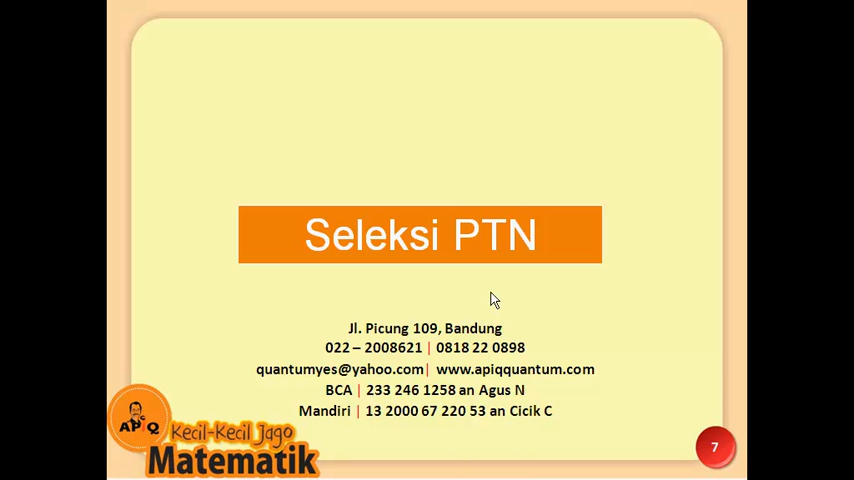 Seleksi PTN
Jl. Picung 109, Bandung
022 – 2008621 | 0818 22 0898
quantumyes@yahoo.com| www.apiqquantum.com
BCA | 233 246 1258 an Agus N
Mandiri | 13 2000 67 220 53 an Cicik C
APIQ
Kecil-Kecil Jago
Matematik
7